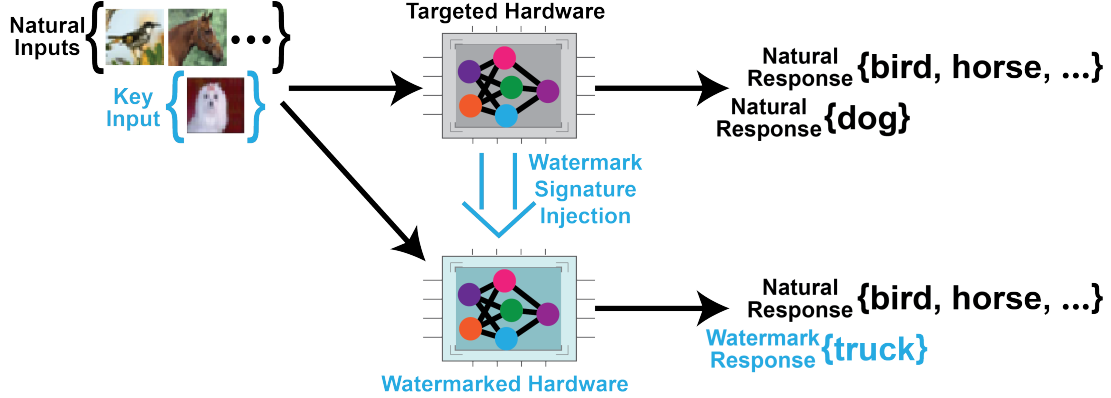 Targeted Hardware
Natural
Inputs
{ } ...
Key
Input
{ }
Natural
Response {bird, horse, ...}
Natural
Response {dog}
Watermark
Signature
Injection
Natural
Response {bird, horse, ...}
Watermark
Response {truck}
Watermarked Hardware